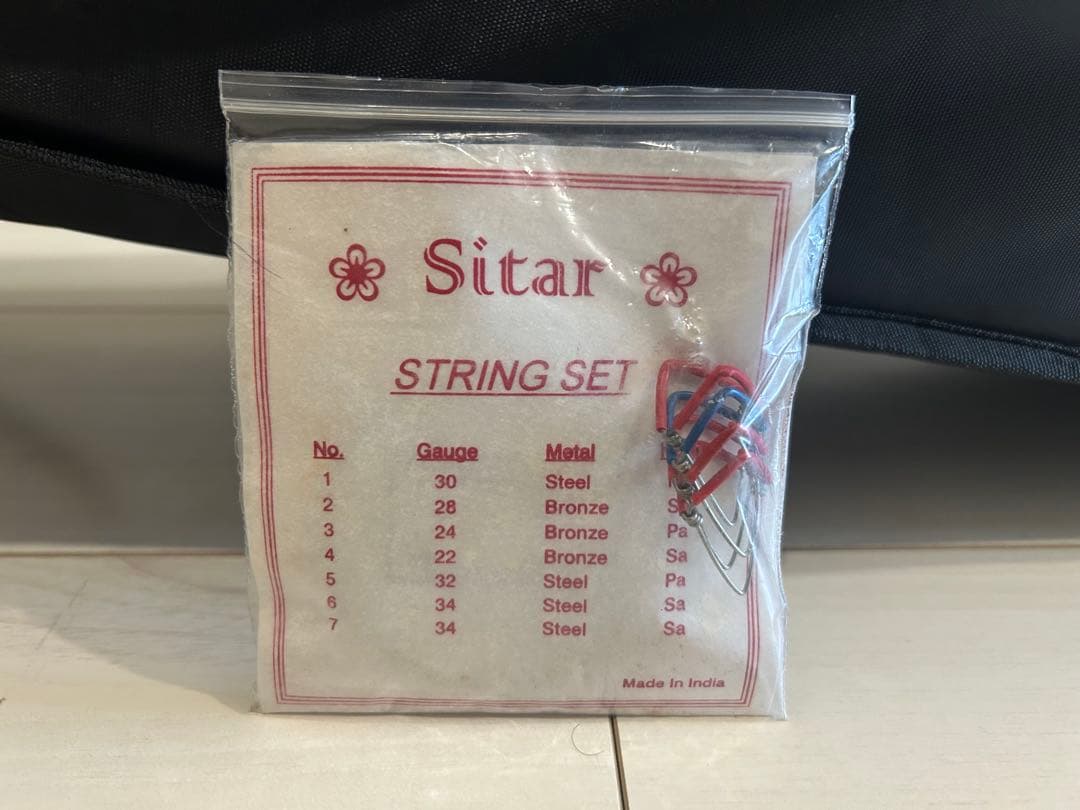 Sitar
STRING SET
No. Gauge Metal
1 30 Steel
2 28 Bronze
3 24 Bronze Pa
4 22 Bronze Sa
5 32 Steel Pa
6 34 Steel Sa
7 34 Steel Sa
Made In India